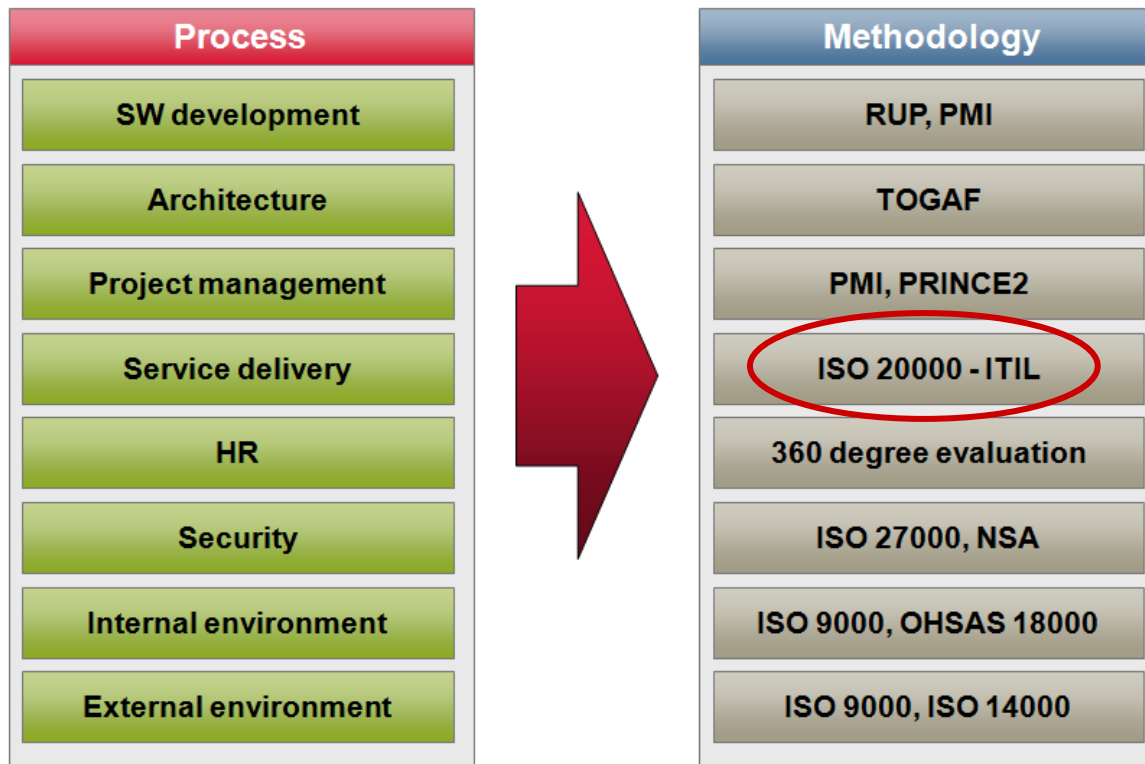 Process
SW development
Architecture
Project management
Service delivery
HR
Security
Internal environment
External environment
Methodology
RUP, PMI
TOGAF
PMI, PRINCE2
ISO 20000 - ITIL
360 degree evaluation
ISO 27000, NSA
ISO 9000, OHSAS 18000
ISO 9000, ISO 14000